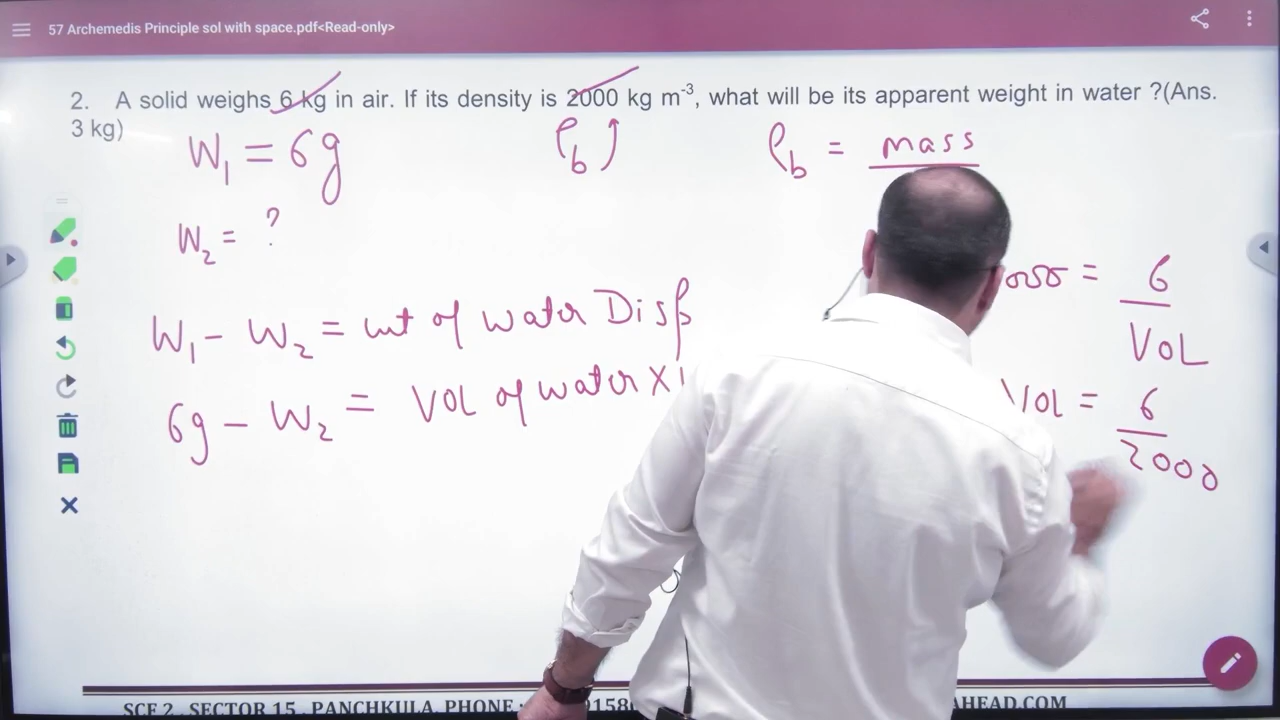 57 Archemedis Principle sol with space.pdf<Read-only>
2. A solid weighs 6 kg in air. If its density is 2000 kg m⁻³, what will be its apparent weight in water ?(Ans.
3 kg)
W₁ = 6g
ρb
ρb = mass
W₂ = ?
= 6
VOL
W₁ - W₂ = wt of water Disp
6g - W₂ = VOL of water X
VOL = 6
2000
SCF 2, SECTOR 15, PANCHKULA, PHONE :
AHEAD.COM